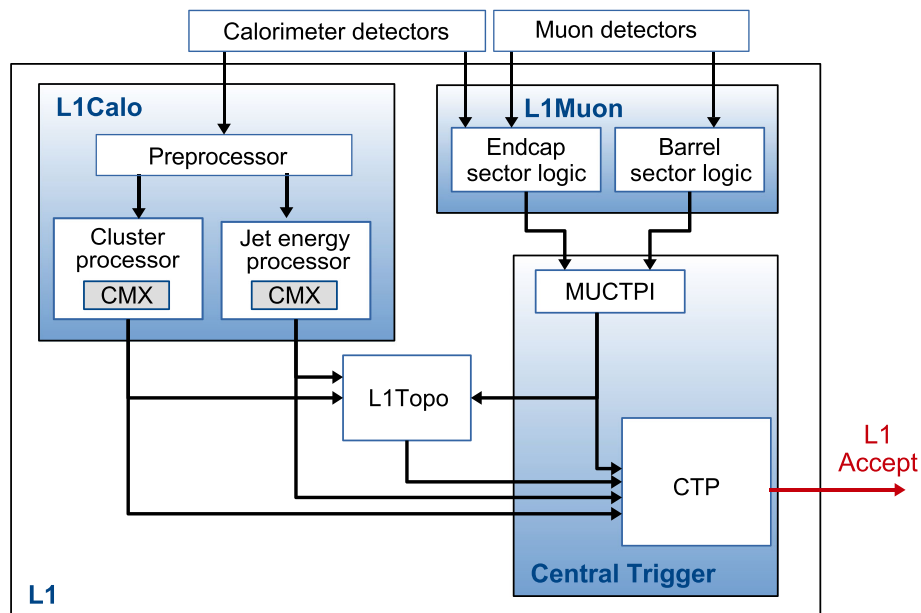 Calorimeter detectors
Muon detectors
L1Calo
L1Muon
Preprocessor
Endcap
sector logic
Barrel
sector logic
Cluster
processor
CMX
Jet energy
processor
CMX
MUCTPI
L1Topo
CTP
L1
Accept
Central Trigger
L1